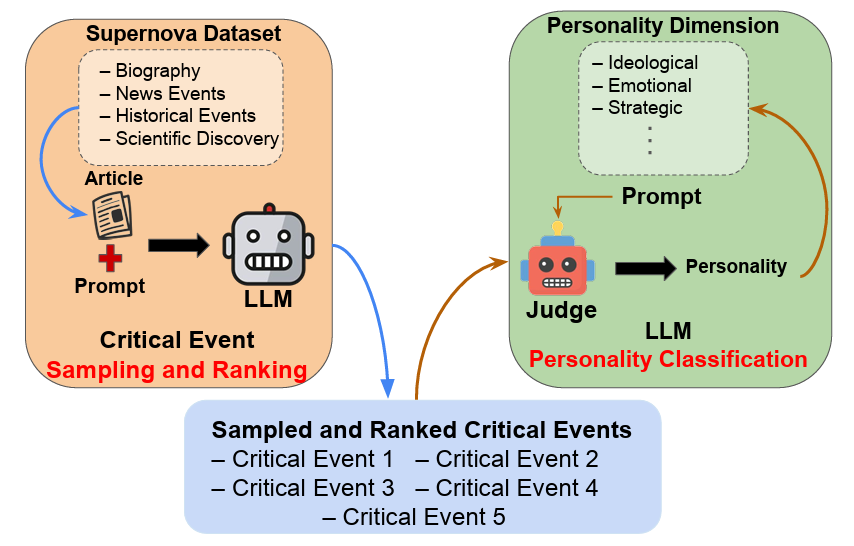 Supernova Dataset
– Biography
– News Events
– Historical Events
– Scientific Discovery
Article
Prompt
LLM
Critical Event
Sampling and Ranking
Personality Dimension
– Ideological
– Emotional
– Strategic
Prompt
Judge
Personality
LLM
Personality Classification
Sampled and Ranked Critical Events
– Critical Event 1 – Critical Event 2
– Critical Event 3 – Critical Event 4
– Critical Event 5